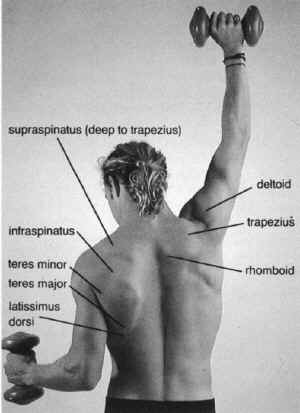 supraspinatus (deep to trapezius)
deltoid
trapezius
infraspinatus
rhomboid
teres minor
teres major
latissimus
dorsi